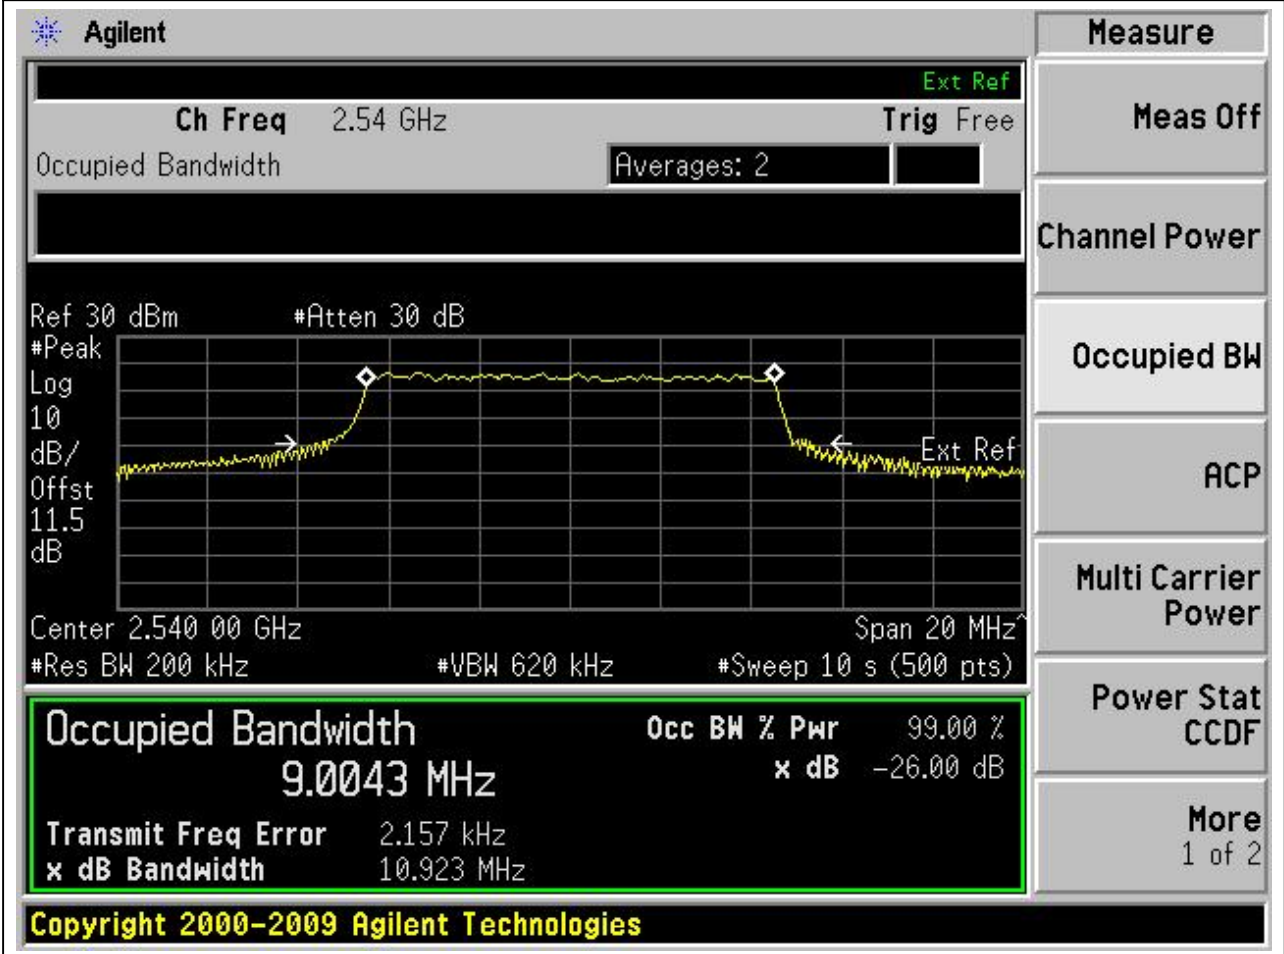 Agilent
Measure
Ext Ref
Ch Freq 2.54 GHz Trig Free
Meas Off
Occupied Bandwidth Averages: 2
Channel Power
Ref 30 dBm #Atten 30 dB
#Peak
Log
10
dB/
Offst
11.5
dB
Ext Ref
Occupied BW
ACP
Center 2.540 00 GHz Span 20 MHz^
#Res BW 200 kHz #VBW 620 kHz #Sweep 10 s (500 pts)
Multi Carrier
Power
Occupied Bandwidth
9.0043 MHz
Occ BW % Pwr 99.00 %
x dB -26.00 dB
Transmit Freq Error 2.157 kHz
x dB Bandwidth 10.923 MHz
Power Stat
CCDF
More
1 of 2
Copyright 2000-2009 Agilent Technologies